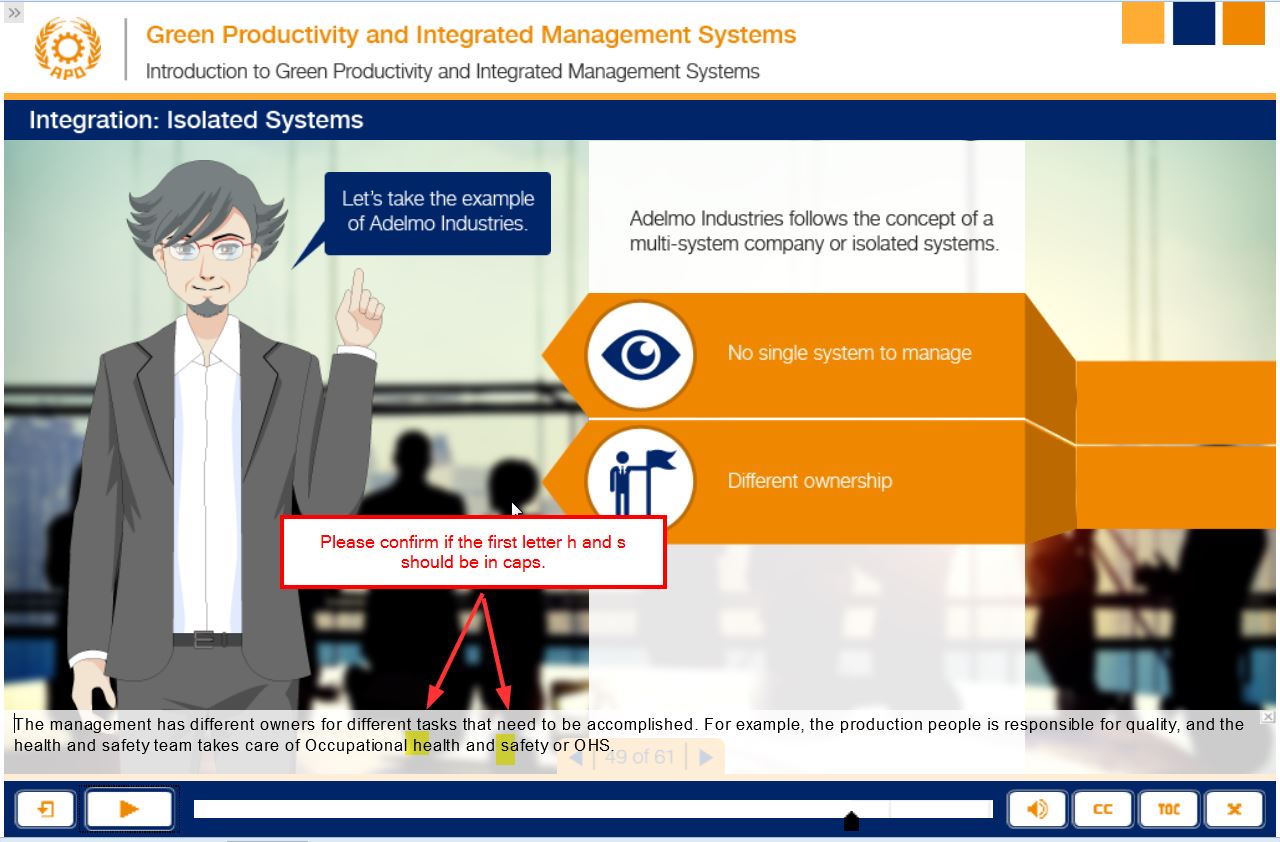 »
APO
Green Productivity and Integrated Management Systems
Introduction to Green Productivity and Integrated Management Systems
Integration: Isolated Systems
Let's take the example
of Adelmo Industries.
Adelmo Industries follows the concept of a
multi-system company or isolated systems.
No single system to manage
Different ownership
Please confirm if the first letter h and s
should be in caps.
The management has different owners for different tasks that need to be accomplished. For example, the production people is responsible for quality, and the
health and safety team takes care of Occupational health and safety or OHS.
49 of 61
CC
TOC